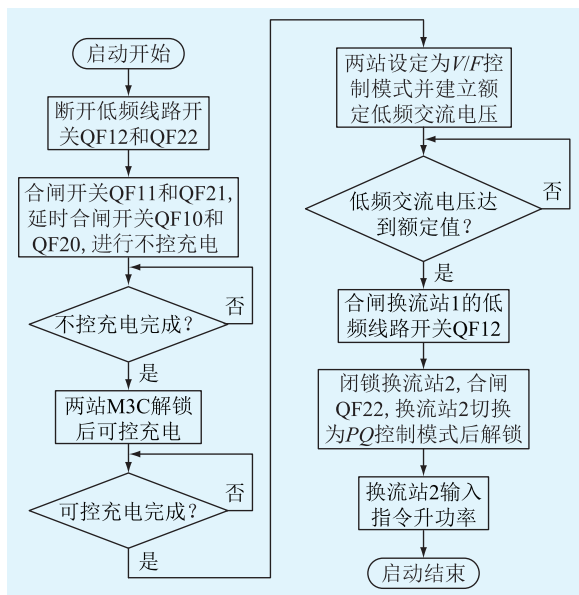 启动开始
断开低频线路开
关QF12和QF22
合闸开关QF11和QF21,
延时合闸开关QF10和
QF20, 进行不控充电
否
不控充电完成?
是
两站M3C解锁
后可控充电
否
可控充电完成?
是
两站设定为V/F控
制模式并建立额
定低频交流电压
否
低频交流电压达
到额定值?
是
合闸换流站1的低
频线路开关QF12
闭锁换流站2, 合闸
QF22, 换流站2切换
为PQ控制模式后解锁
换流站2输入
指令升功率
启动结束